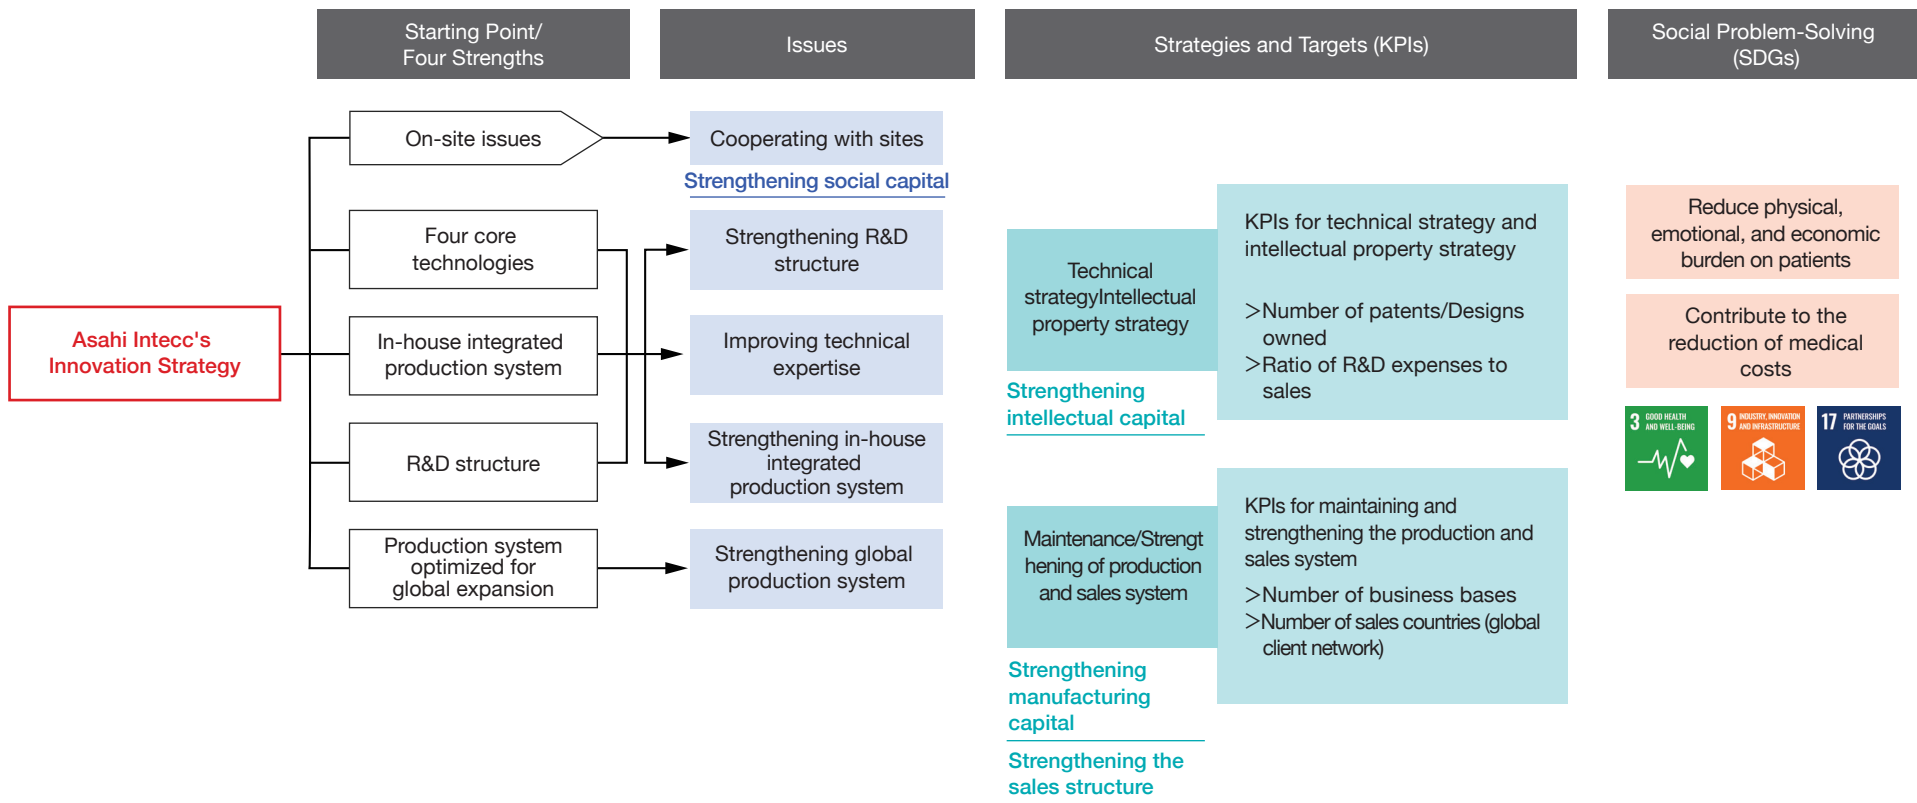 Starting Point/
Four Strengths
Issues
Strategies and Targets (KPIs)
Social Problem-Solving
(SDGs)
Asahi Intecc's
Innovation Strategy
On-site issues
Four core
technologies
In-house integrated
production system
R&D structure
Production system
optimized for
global expansion
Cooperating with sites
Strengthening social capital
Strengthening R&D
structure
Improving technical
expertise
Strengthening in-house
integrated
production system
Strengthening global
production system
Technical
strategyIntellectual
property strategy
Strengthening
intellectual capital
KPIs for technical strategy and
intellectual property strategy
>Number of patents/Designs
owned
>Ratio of R&D expenses to
sales
Maintenance/Strengt
hening of production
and sales system
Strengthening
manufacturing
capital
Strengthening the
sales structure
KPIs for maintaining and
strengthening the production and
sales system
>Number of business bases
>Number of sales countries (global
client network)
Reduce physical,
emotional, and economic
burden on patients
Contribute to the
reduction of medical
costs
3 GOOD HEALTH
AND WELL-BEING
9 INDUSTRY, INNOVATION
AND INFRASTRUCTURE
17 PARTNERSHIPS
FOR THE GOALS